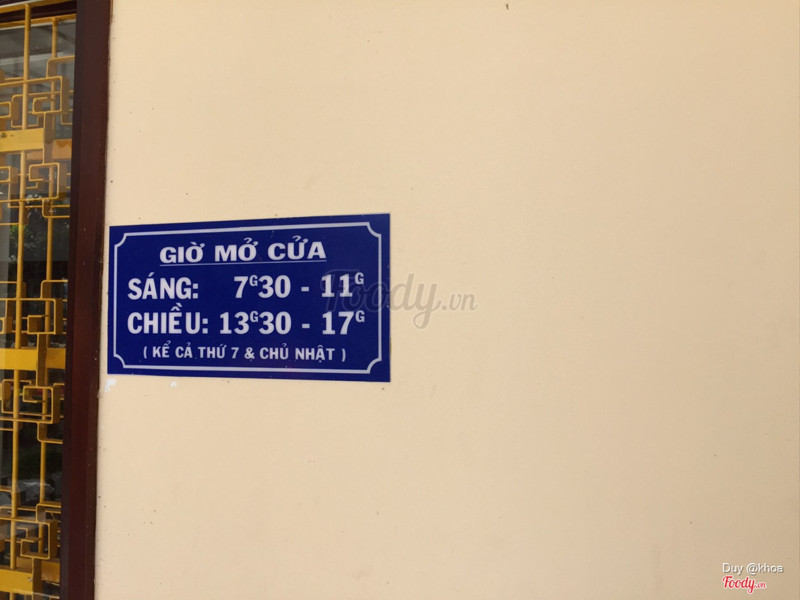 GIỜ MỞ CỬA
SÁNG: 7G30 - 11G
CHIỀU: 13G30 - 17G
( KỂ CẢ THỨ 7 & CHỦ NHẬT )
Foody.vn
Duy @khoa
Foody.vn